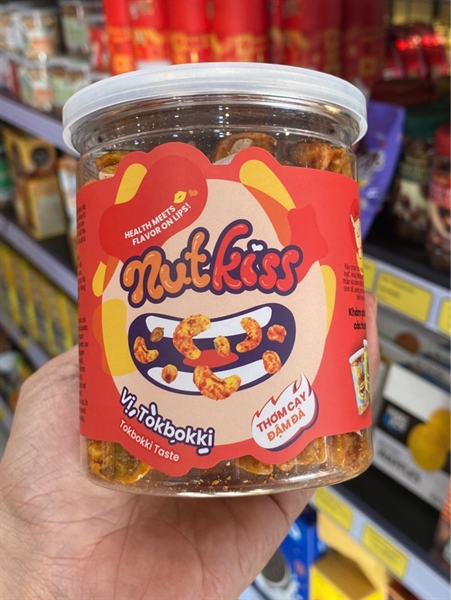 HEALTH MEETS
FLAVOR ON LIPS!
nutkiss
Vị Tokbokki
Tokbokki Taste
THƠM CAY
ĐẬM ĐÀ